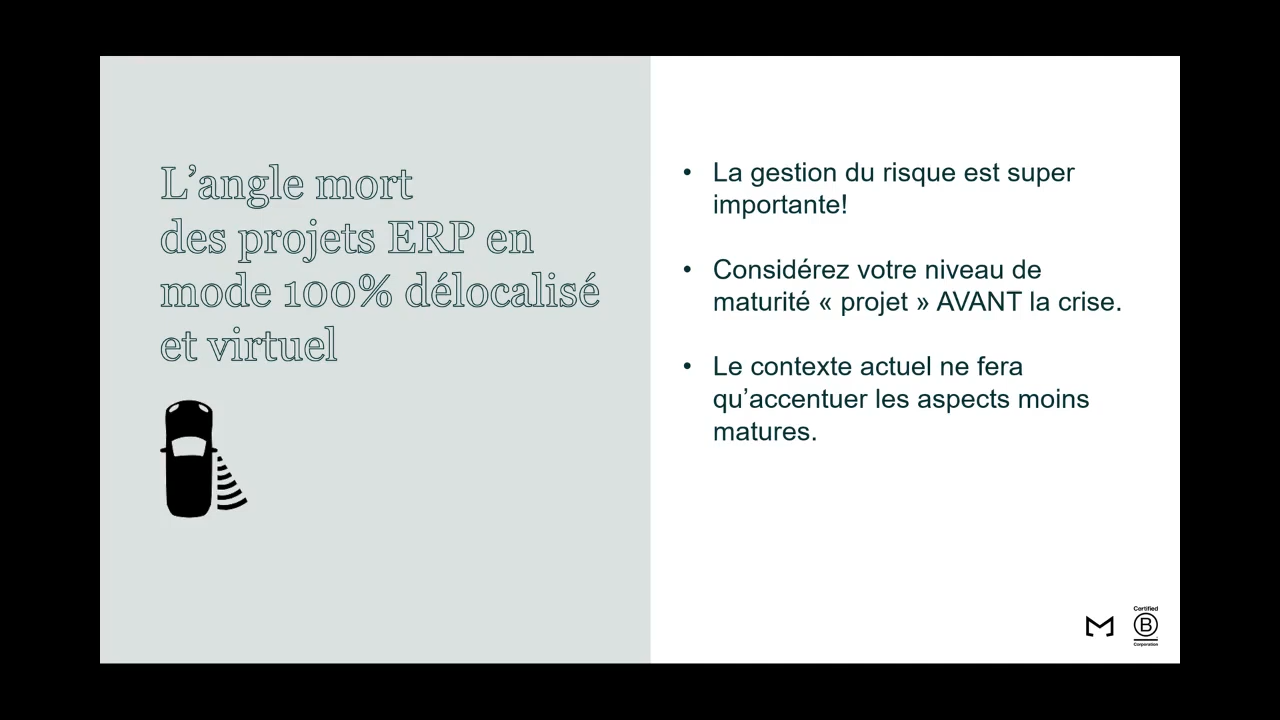 L’angle mort
des projets ERP en
mode 100% délocalisé
et virtuel
• La gestion du risque est super
importante!
• Considérez votre niveau de
maturité « projet » AVANT la crise.
• Le contexte actuel ne fera
qu’accentuer les aspects moins
matures.
Certified
B
Corporation